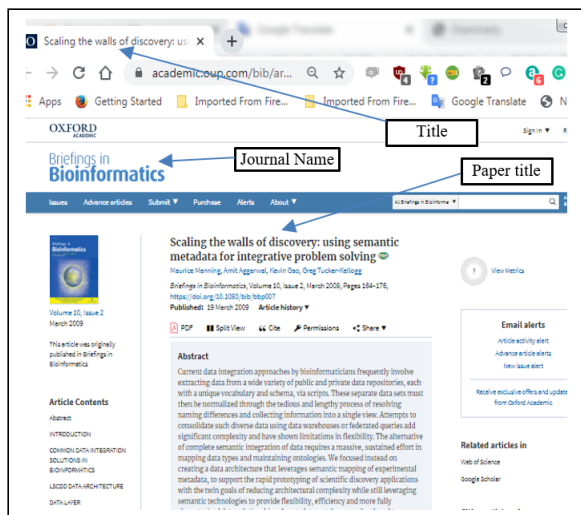 Scaling the walls of discovery: us
academic.oup.com/bib/ar...
Apps Getting Started Imported From Fire... Imported From Fire... Google Translate N
OXFORD
ACADEMIC
Sign In
Title
Briefings in
Bioinformatics
Journal Name
Paper title
Issues Advance articles Submit Purchase Alerts About
All Briefings in Bioinforma
Scaling the walls of discovery: using semantic
metadata for integrative problem solving
Maurice Manning, Amit Aggarwal, Kevin Gao, Greg Tucker-Kellogg
Briefings in Bioinformatics, Volume 10, Issue 2, March 2009, Pages 164–176,
https://doi.org/10.1093/bib/bbp007
Published: 19 March 2009 Article history
View Metrics
Volume 10, Issue 2
March 2009
PDF Split View Cite Permissions Share
This article was originally
published in Briefings in
Bioinformatics
Email alerts
Article activity alert
Advance article alerts
New issue alert
Receive exclusive offers and update
from Oxford Academic
Abstract
Current data integration approaches by bioinformaticians frequently involve
extracting data from a wide variety of public and private data repositories, each
with a unique vocabulary and schema, via scripts. These separate data sets must
then be normalized through the tedious and lengthy process of resolving
naming differences and collecting information into a single view. Attempts to
consolidate such diverse data using data warehouses or federated queries add
significant complexity and have shown limitations in flexibility. The alternative
of complete semantic integration of data requires a massive, sustained effort in
mapping data types and maintaining ontologies. We focused instead on
creating a data architecture that leverages semantic mapping of experimental
metadata, to support the rapid prototyping of scientific discovery applications
with the twin goals of reducing architectural complexity while still leveraging
semantic technologies to provide flexibility, efficiency and more fully
Article Contents
Abstract
INTRODUCTION
COMMON DATA INTEGRATION
SOLUTIONS IN
BIOINFORMATICS
LSCDD DATA ARCHITECTURE
DATA LAYER
Related articles in
Web of Science
Google Scholar